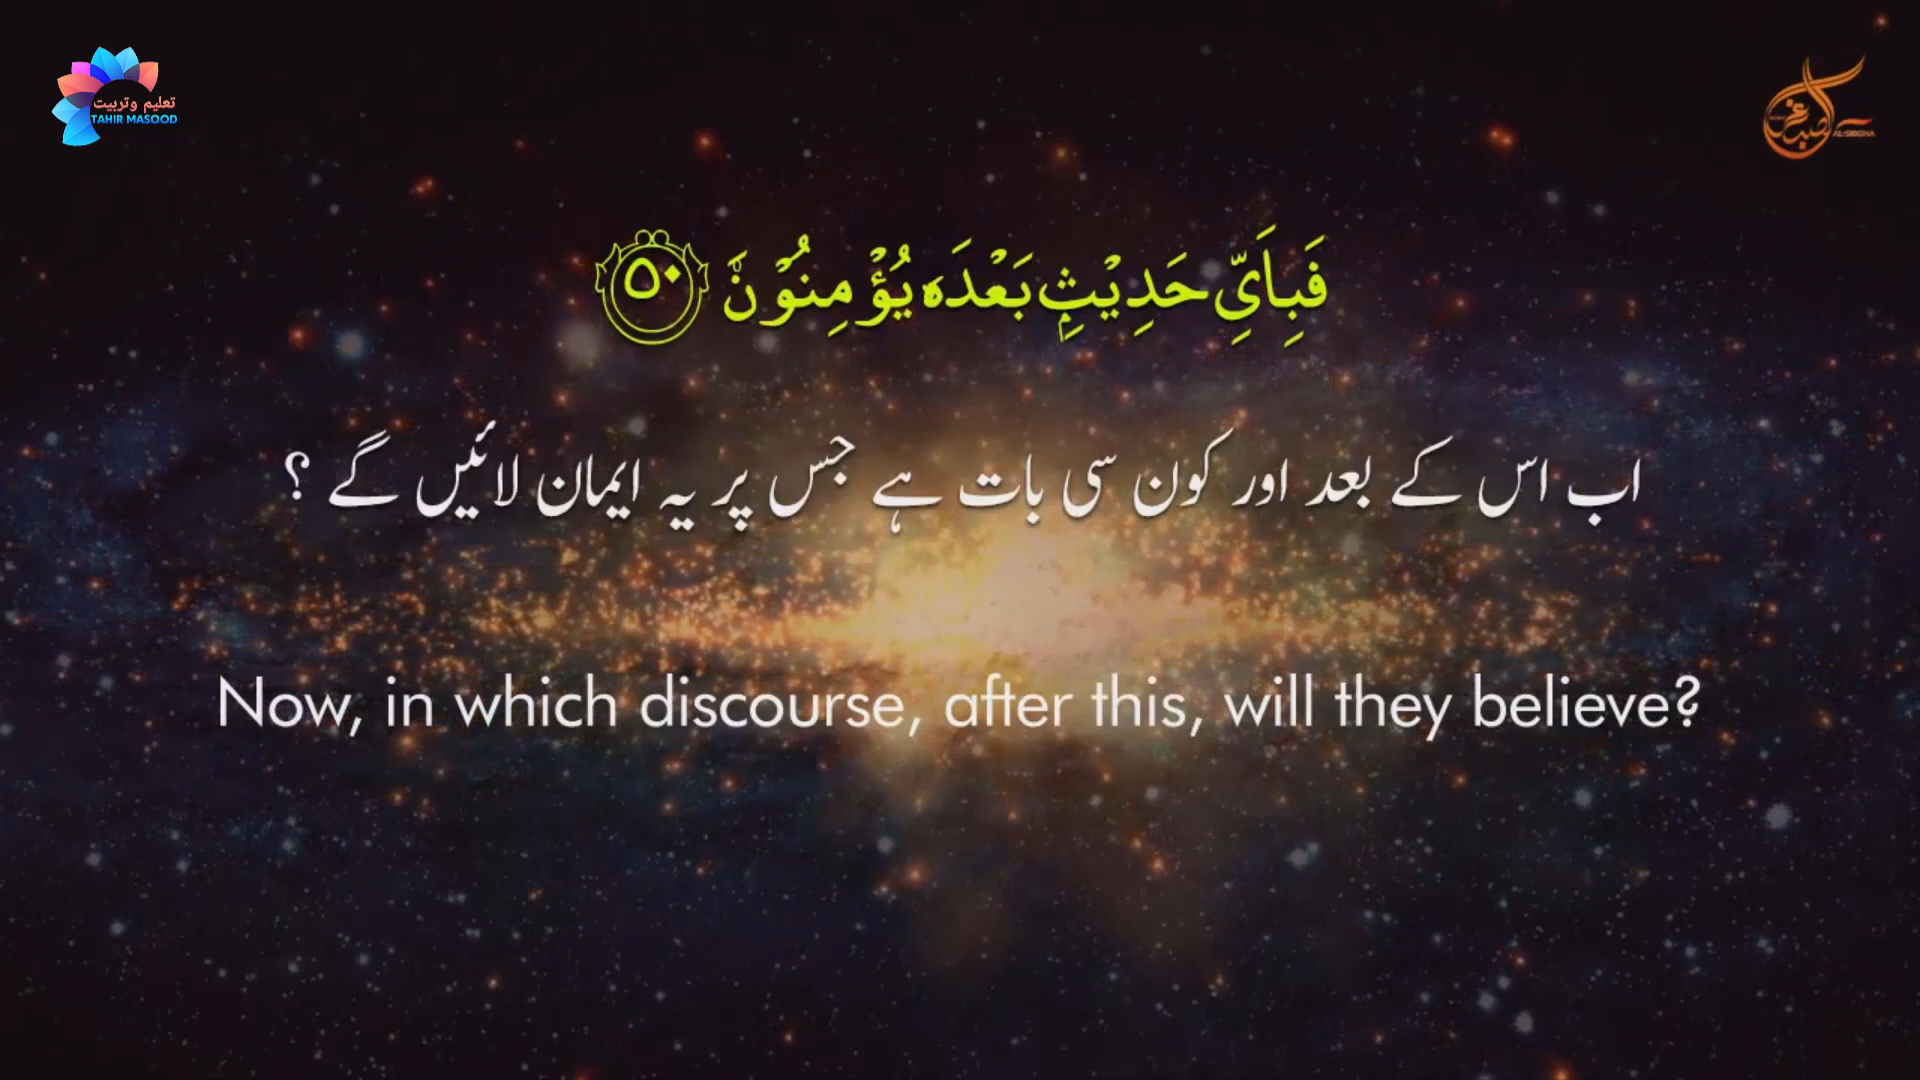 تعلیم وتربیت
TAHIR MASOOD
فَبِاَيِّ حَدِيْثٍۭ بَعْدَهٗ يُؤْمِنُوْنَ ۝۵۰
اب اس کے بعد اور کون سی بات ہے جس پر یہ ایمان لائیں گے ؟
Now, in which discourse, after this, will they believe?